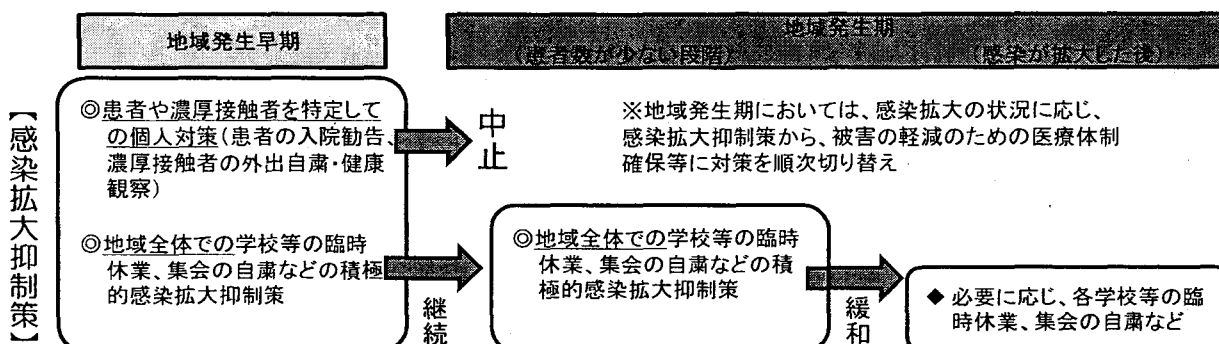 地域発生早期
地域発生期
(患者数が少ない段階)
(感染が拡大した後)
【感染拡大抑制策】
◎患者や濃厚接触者を特定して
の個人対策(患者の入院勧告、
濃厚接触者の外出自粛・健康
観察)
中止
※地域発生期においては、感染拡大の状況に応じ、
感染拡大抑制策から、被害の軽減のための医療体制
確保等に対策を順次切り替え
◎地域全体での学校等の臨時
休業、集会の自粛などの積極
的感染拡大抑制策
継続
◎地域全体での学校等の臨時
休業、集会の自粛などの積
極的感染拡大抑制策
緩和
◆ 必要に応じ、各学校等の臨
時休業、集会の自粛など